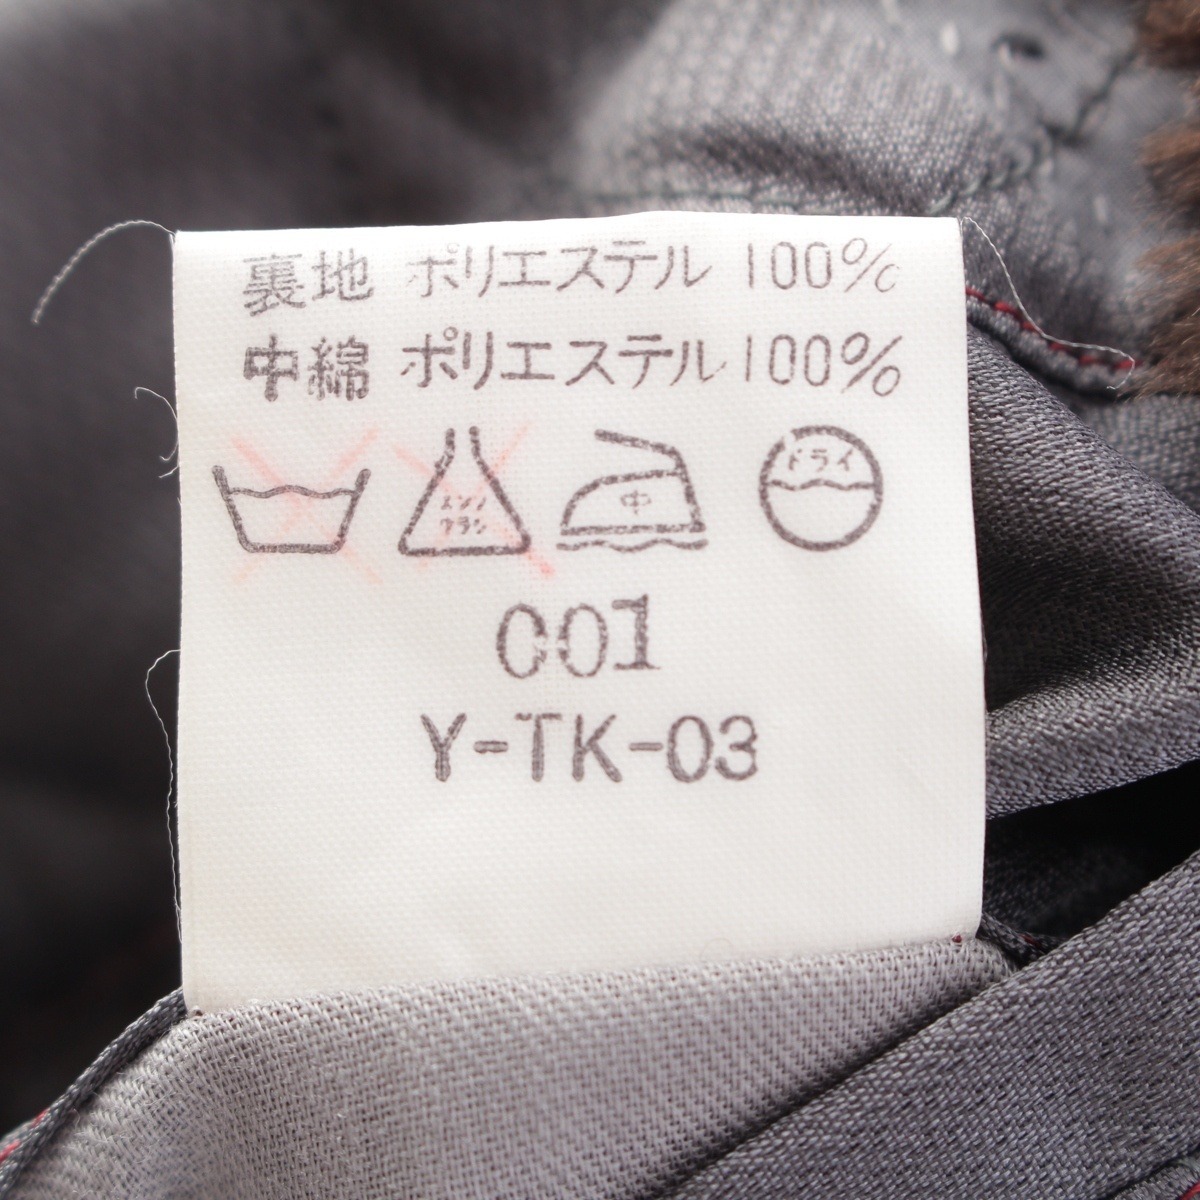 裏地 ポリエステル 100%
中綿 ポリエステル 100%
エンソ
サラシ
中
ドライ
001
Y-TK-03